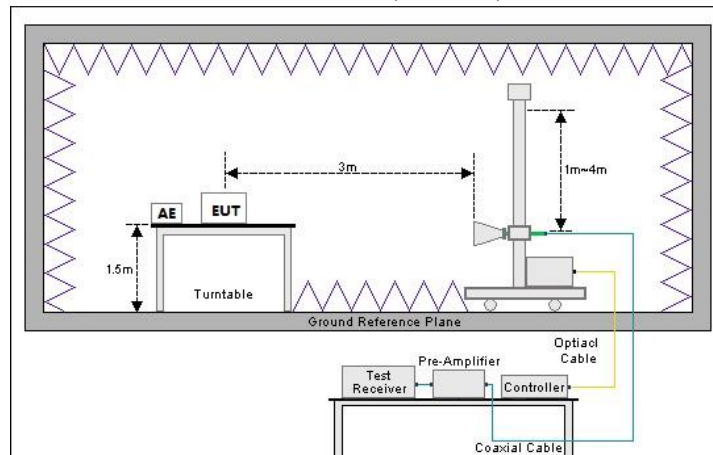 3m
1m~4m
AE
EUT
1.5m
Turntable
Ground Reference Plane
Optiacl
Cable
Pre-Amplifier
Test
Receiver
Controller
Coaxial Cable